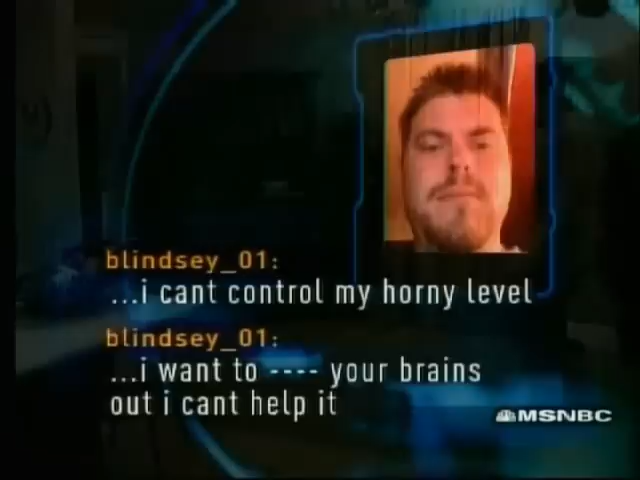 blindsey_01:
...i cant control my horny level
blindsey_01:
...i want to ---- your brains
out i cant help it
MSNBC